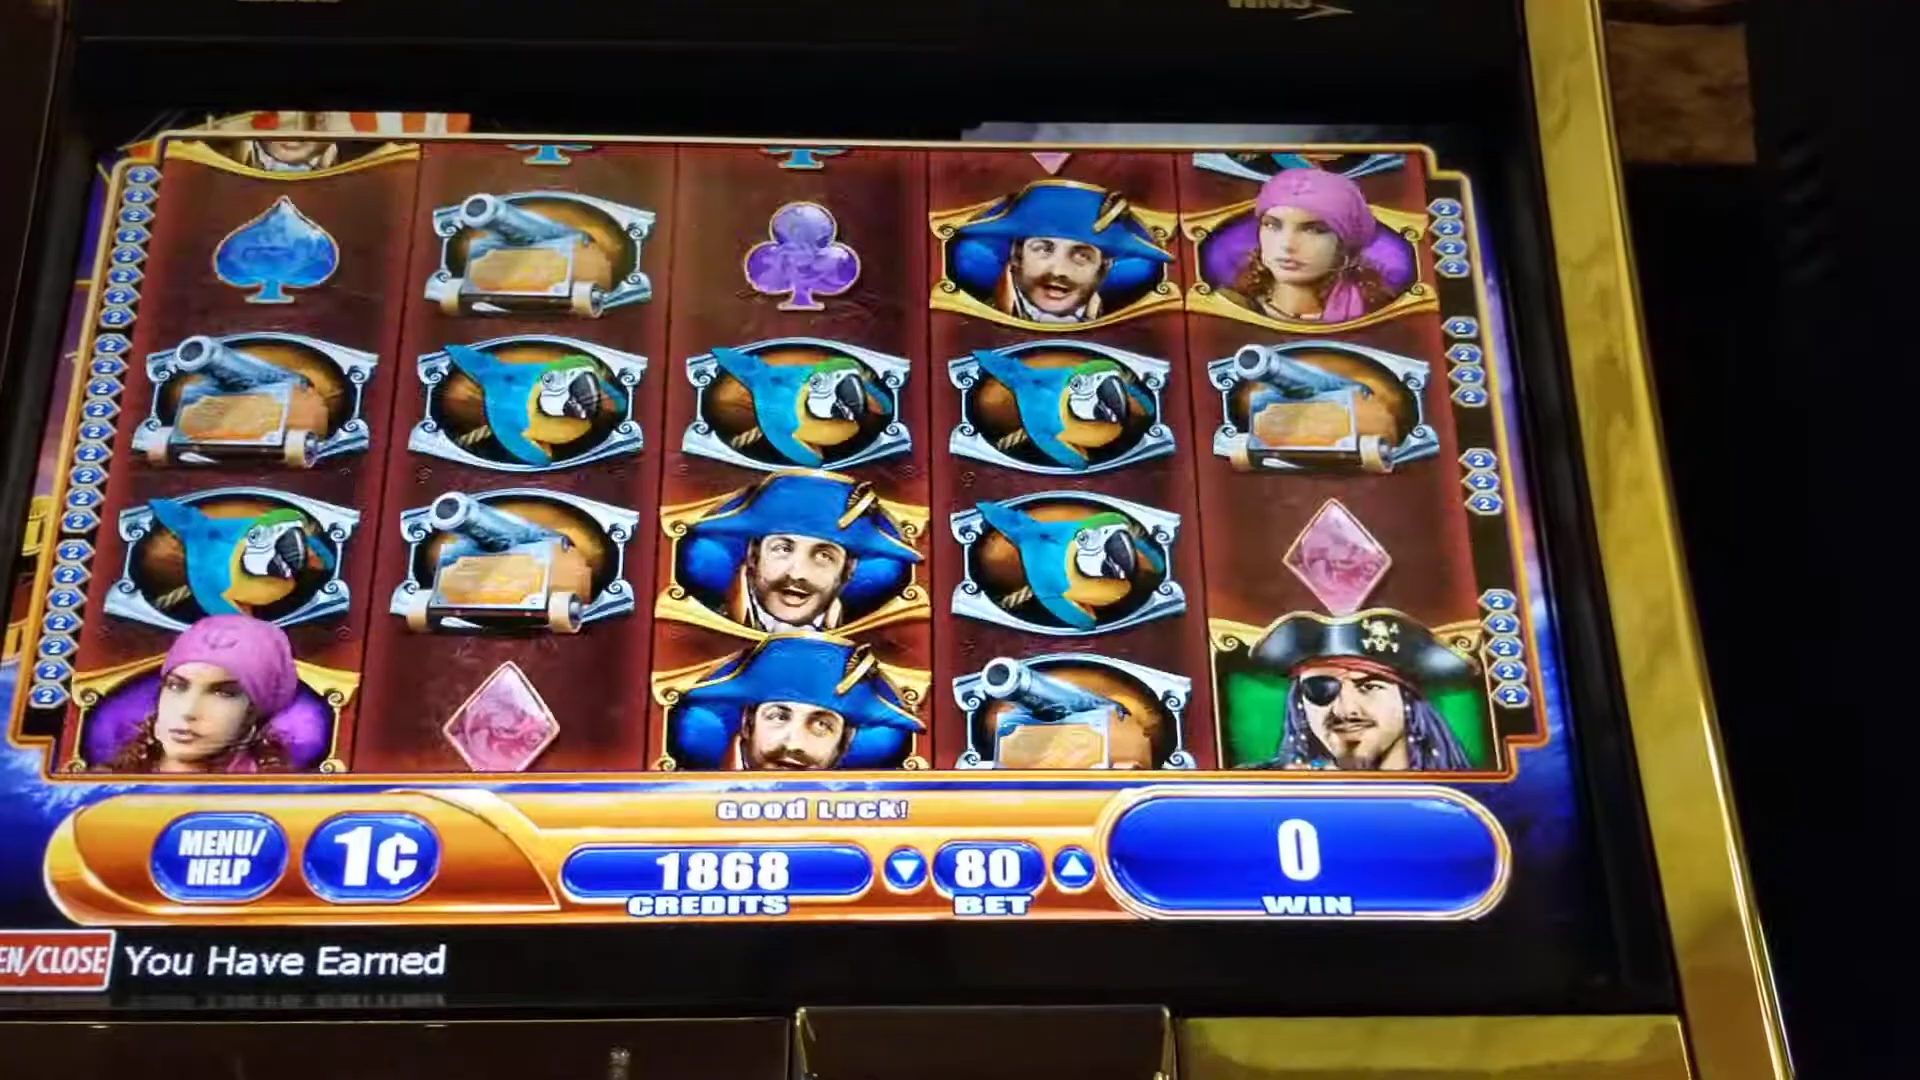 Good Luck!
MENU/
HELP
1¢
1868
CREDITS
80
BET
0
WIN
EN/CLOSE You Have Earned